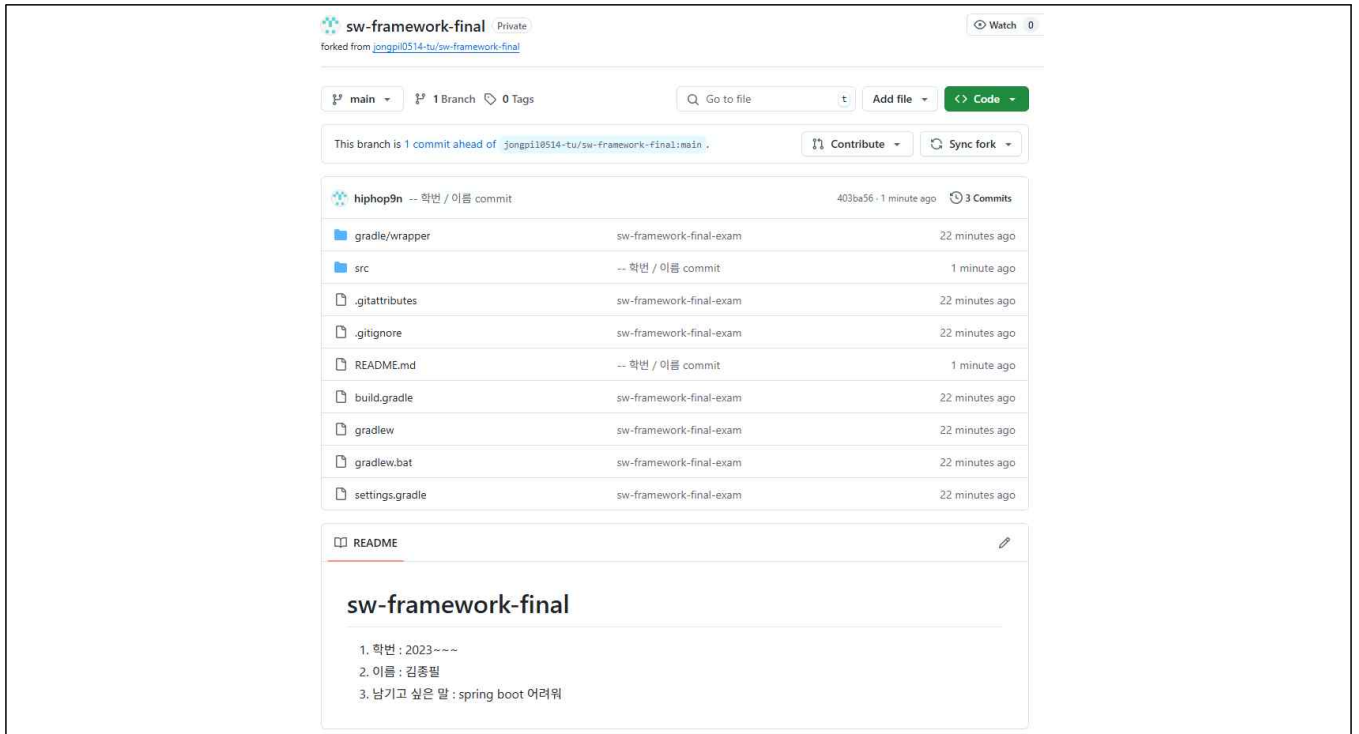 sw-framework-final Private
Watch 0
forked from jongpil0514-tu/sw-framework-final
main 1 Branch 0 Tags Go to file t Add file <> Code
This branch is 1 commit ahead of jongpil0514-tu/sw-framework-final:main . Contribute Sync fork
hiphop9n -- 학번 / 이름 commit 403ba56 · 1 minute ago 3 Commits
gradle/wrapper sw-framework-final-exam 22 minutes ago
src -- 학번 / 이름 commit 1 minute ago
.gitattributes sw-framework-final-exam 22 minutes ago
.gitignore sw-framework-final-exam 22 minutes ago
README.md -- 학번 / 이름 commit 1 minute ago
build.gradle sw-framework-final-exam 22 minutes ago
gradlew sw-framework-final-exam 22 minutes ago
gradlew.bat sw-framework-final-exam 22 minutes ago
settings.gradle sw-framework-final-exam 22 minutes ago
README
sw-framework-final
1. 학번 : 2023~~~
2. 이름 : 김종필
3. 남기고 싶은 말 : spring boot 어려워